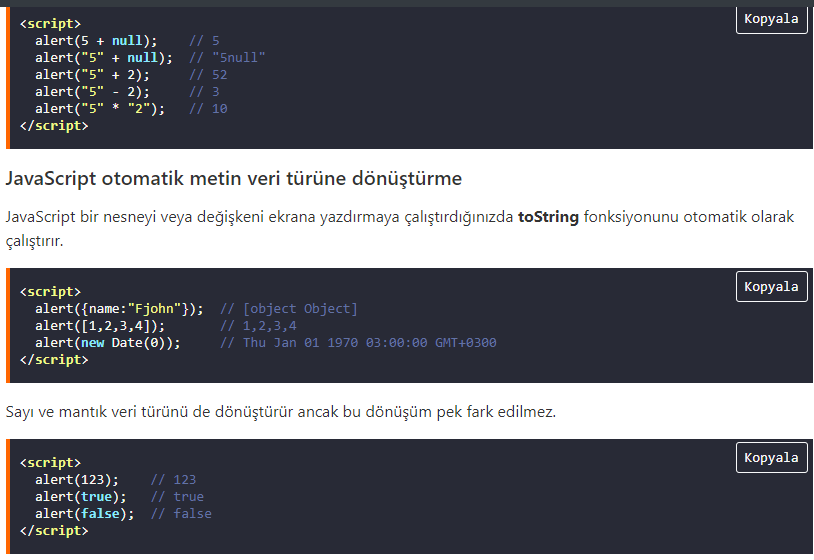 <script> Kopyala
  alert(5 + null);    // 5
  alert("5" + null);  // "5null"
  alert("5" + 2);     // 52
  alert("5" - 2);     // 3
  alert("5" * "2");   // 10
</script>
JavaScript otomatik metin veri türüne dönüştürme
JavaScript bir nesneyi veya değişkeni ekrana yazdırmaya çalıştırdığınızda toString fonksiyonunu otomatik olarak
çalıştırır.
Kopyala
<script>
  alert({name:"Fjohn"});  // [object Object]
  alert([1,2,3,4]);       // 1,2,3,4
  alert(new Date(0));     // Thu Jan 01 1970 03:00:00 GMT+0300
</script>
Sayı ve mantık veri türünü de dönüştürür ancak bu dönüşüm pek fark edilmez.
Kopyala
<script>
  alert(123);    // 123
  alert(true);   // true
  alert(false);  // false
</script>